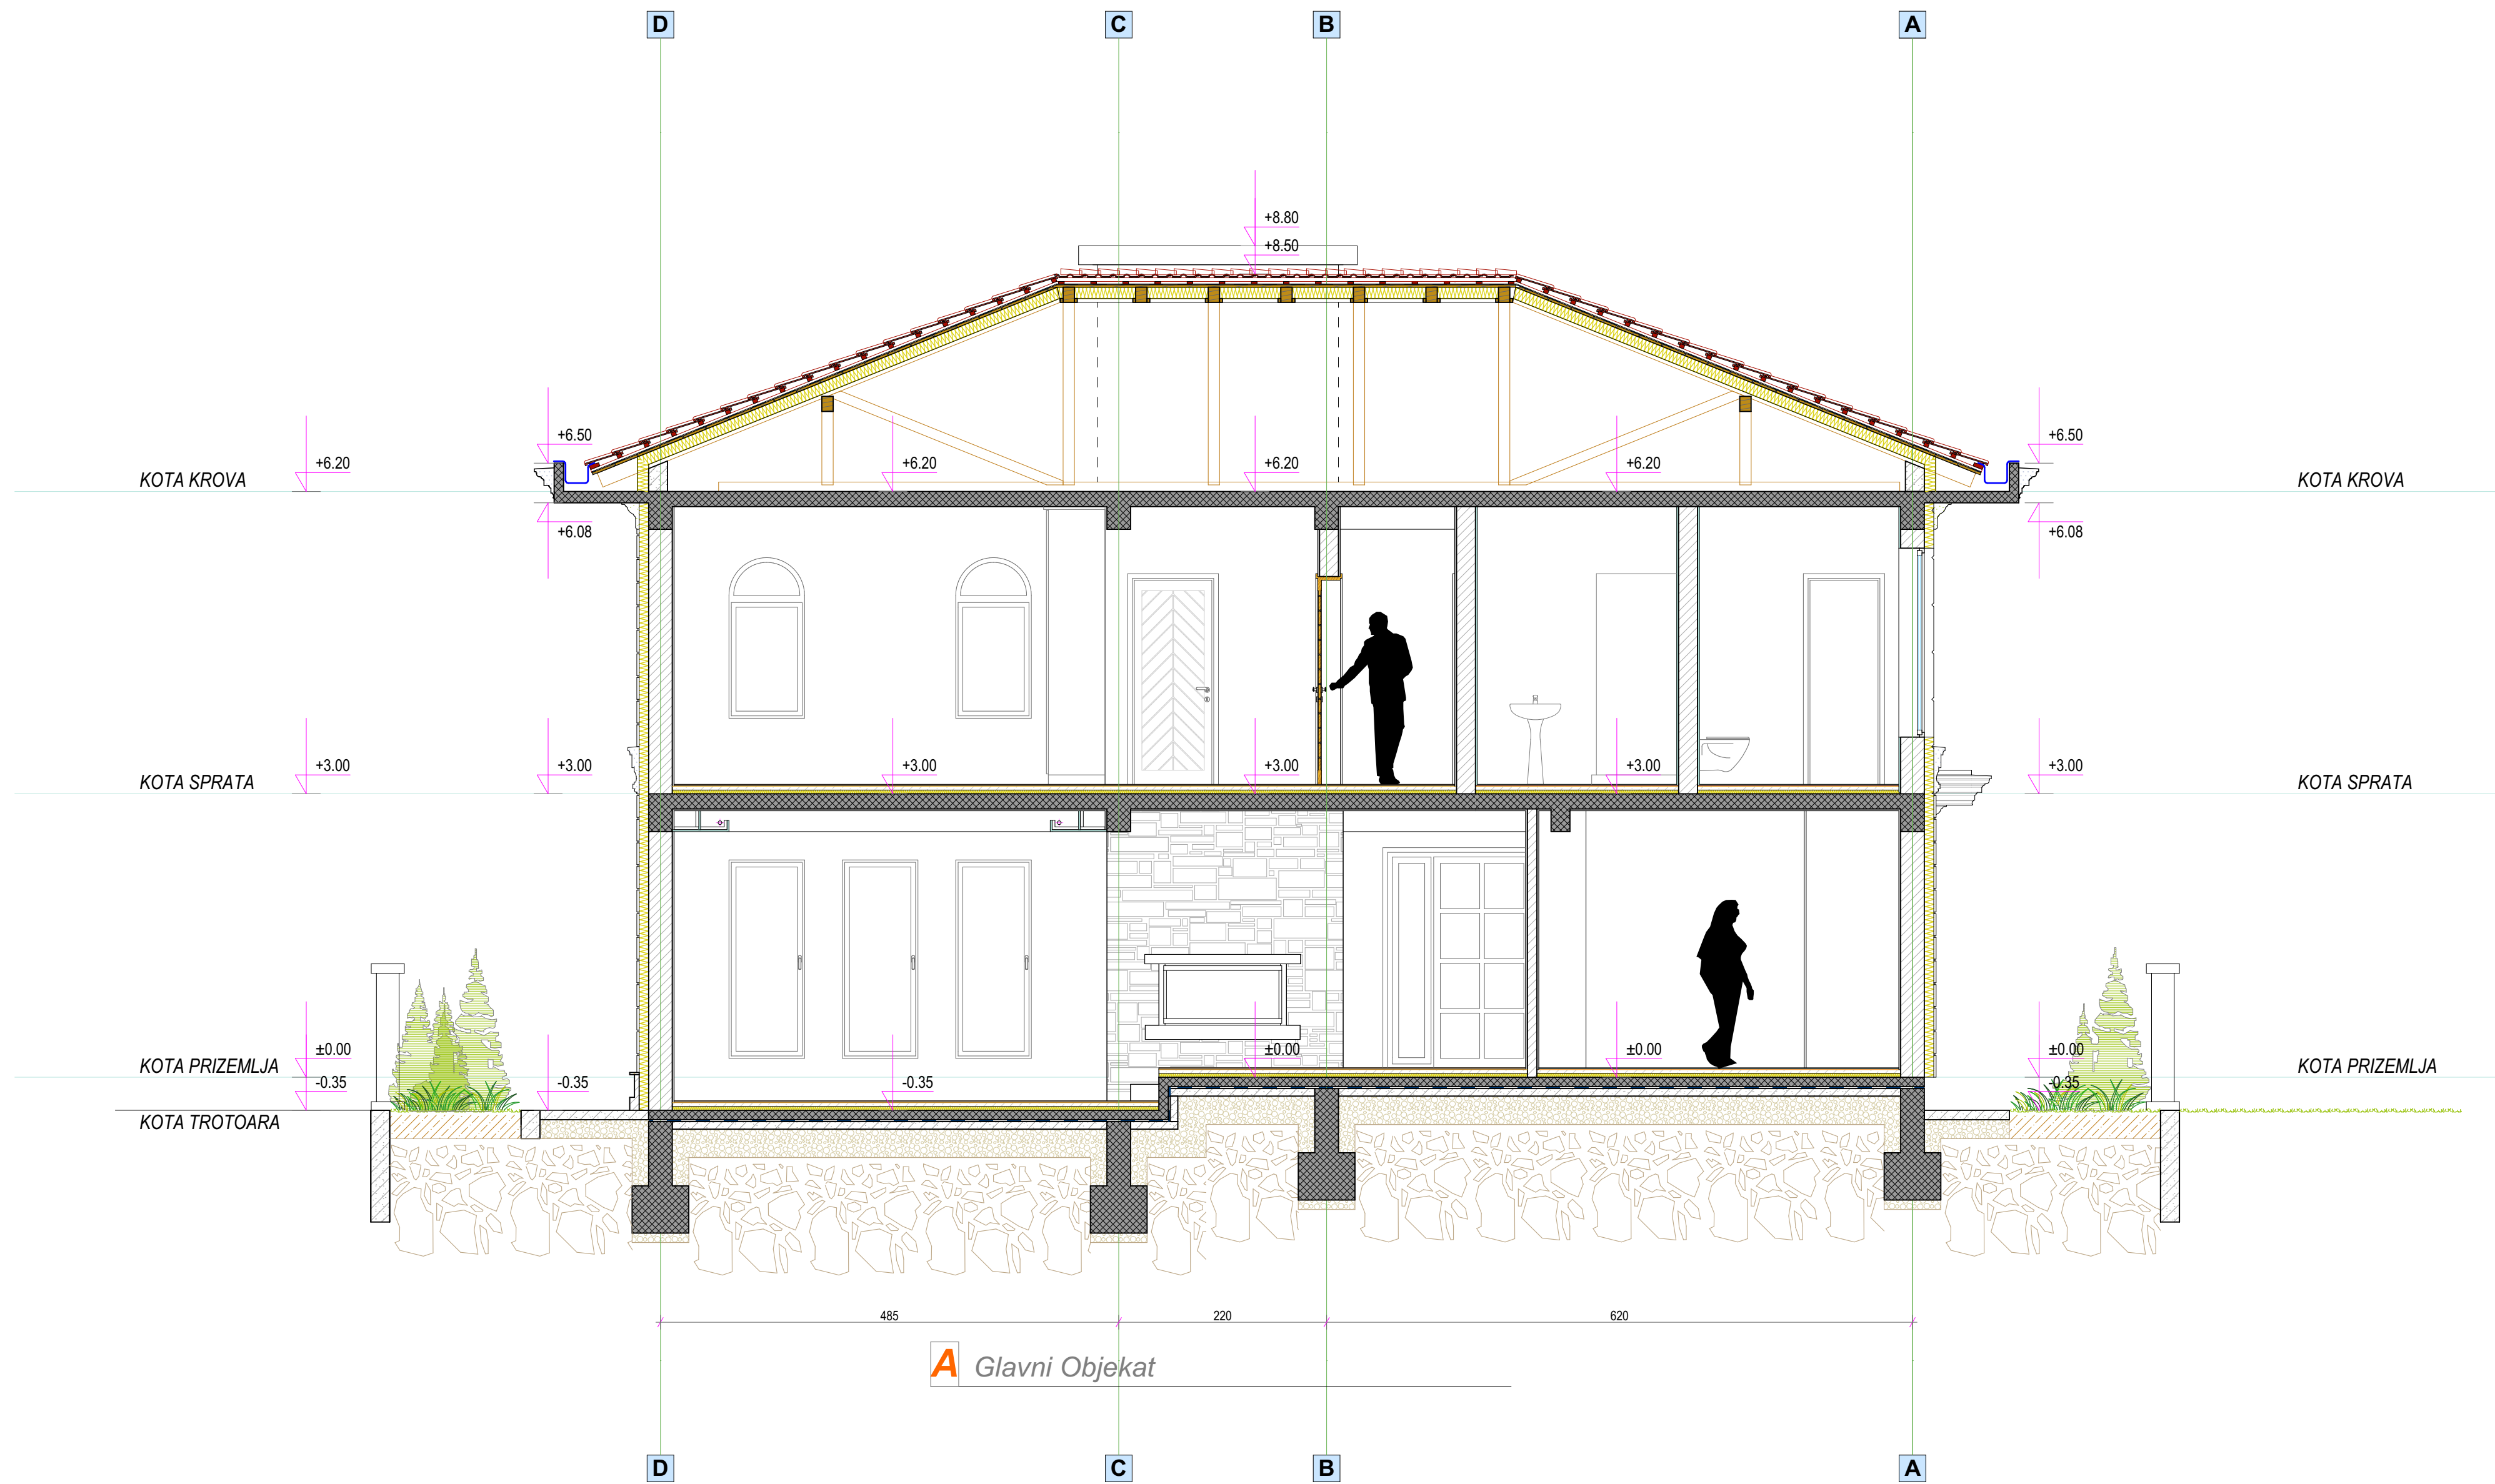 D C B A
+8.80
+8.50
+6.50 +6.50
KOTA KROVA +6.20 +6.20 +6.20 +6.20 KOTA KROVA
+6.08 +6.08
KOTA SPRATA +3.00 +3.00 +3.00 +3.00 +3.00 +3.00 KOTA SPRATA
KOTA PRIZEMLJA ±0.00 ±0.00 ±0.00 ±0.00 KOTA PRIZEMLJA
-0.35 -0.35 -0.35 -0.35
KOTA TROTOARA
485 220 620
A Glavni Objekat
D C B A